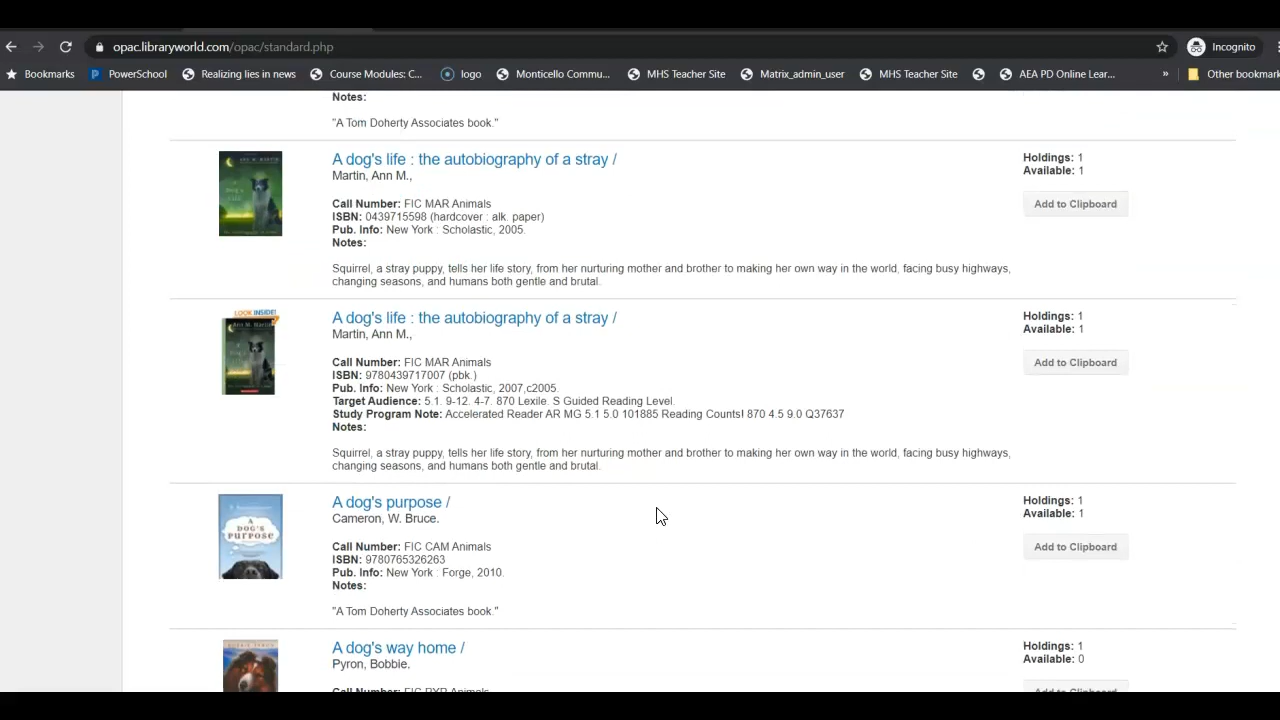 opac.libraryworld.com/opac/standard.php
Incognito
Bookmarks PowerSchool Realizing lies in news Course Modules: C... logo Monticello Commu... MHS Teacher Site Matrix_admin_user MHS Teacher Site AEA PD Online Lear... » Other bookmark
Notes:
"A Tom Doherty Associates book."
A dog's life : the autobiography of a stray /
Martin, Ann M.,
Call Number: FIC MAR Animals
ISBN: 0439715598 (hardcover : alk. paper)
Pub. Info: New York : Scholastic, 2005.
Notes:
Squirrel, a stray puppy, tells her life story, from her nurturing mother and brother to making her own way in the world, facing busy highways,
changing seasons, and humans both gentle and brutal.
Holdings: 1
Available: 1
Add to Clipboard
LOOK INSIDE!
A dog's life : the autobiography of a stray /
Martin, Ann M.,
Call Number: FIC MAR Animals
ISBN: 9780439717007 (pbk.)
Pub. Info: New York : Scholastic, 2007,c2005.
Target Audience: 5.1. 9-12. 4-7. 870 Lexile. S Guided Reading Level.
Study Program Note: Accelerated Reader AR MG 5.1 5.0 101885 Reading Counts! 870 4.5 9.0 Q37637
Notes:
Squirrel, a stray puppy, tells her life story, from her nurturing mother and brother to making her own way in the world, facing busy highways,
changing seasons, and humans both gentle and brutal.
Holdings: 1
Available: 1
Add to Clipboard
A
DOG'S
PURPOSE
A dog's purpose /
Cameron, W. Bruce.
Call Number: FIC CAM Animals
ISBN: 9780765326263
Pub. Info: New York : Forge, 2010.
Notes:
"A Tom Doherty Associates book."
Holdings: 1
Available: 1
Add to Clipboard
A dog's way home /
Pyron, Bobbie.
Call Number: FIC PYR Animals
Holdings: 1
Available: 0
Add to Clipboard